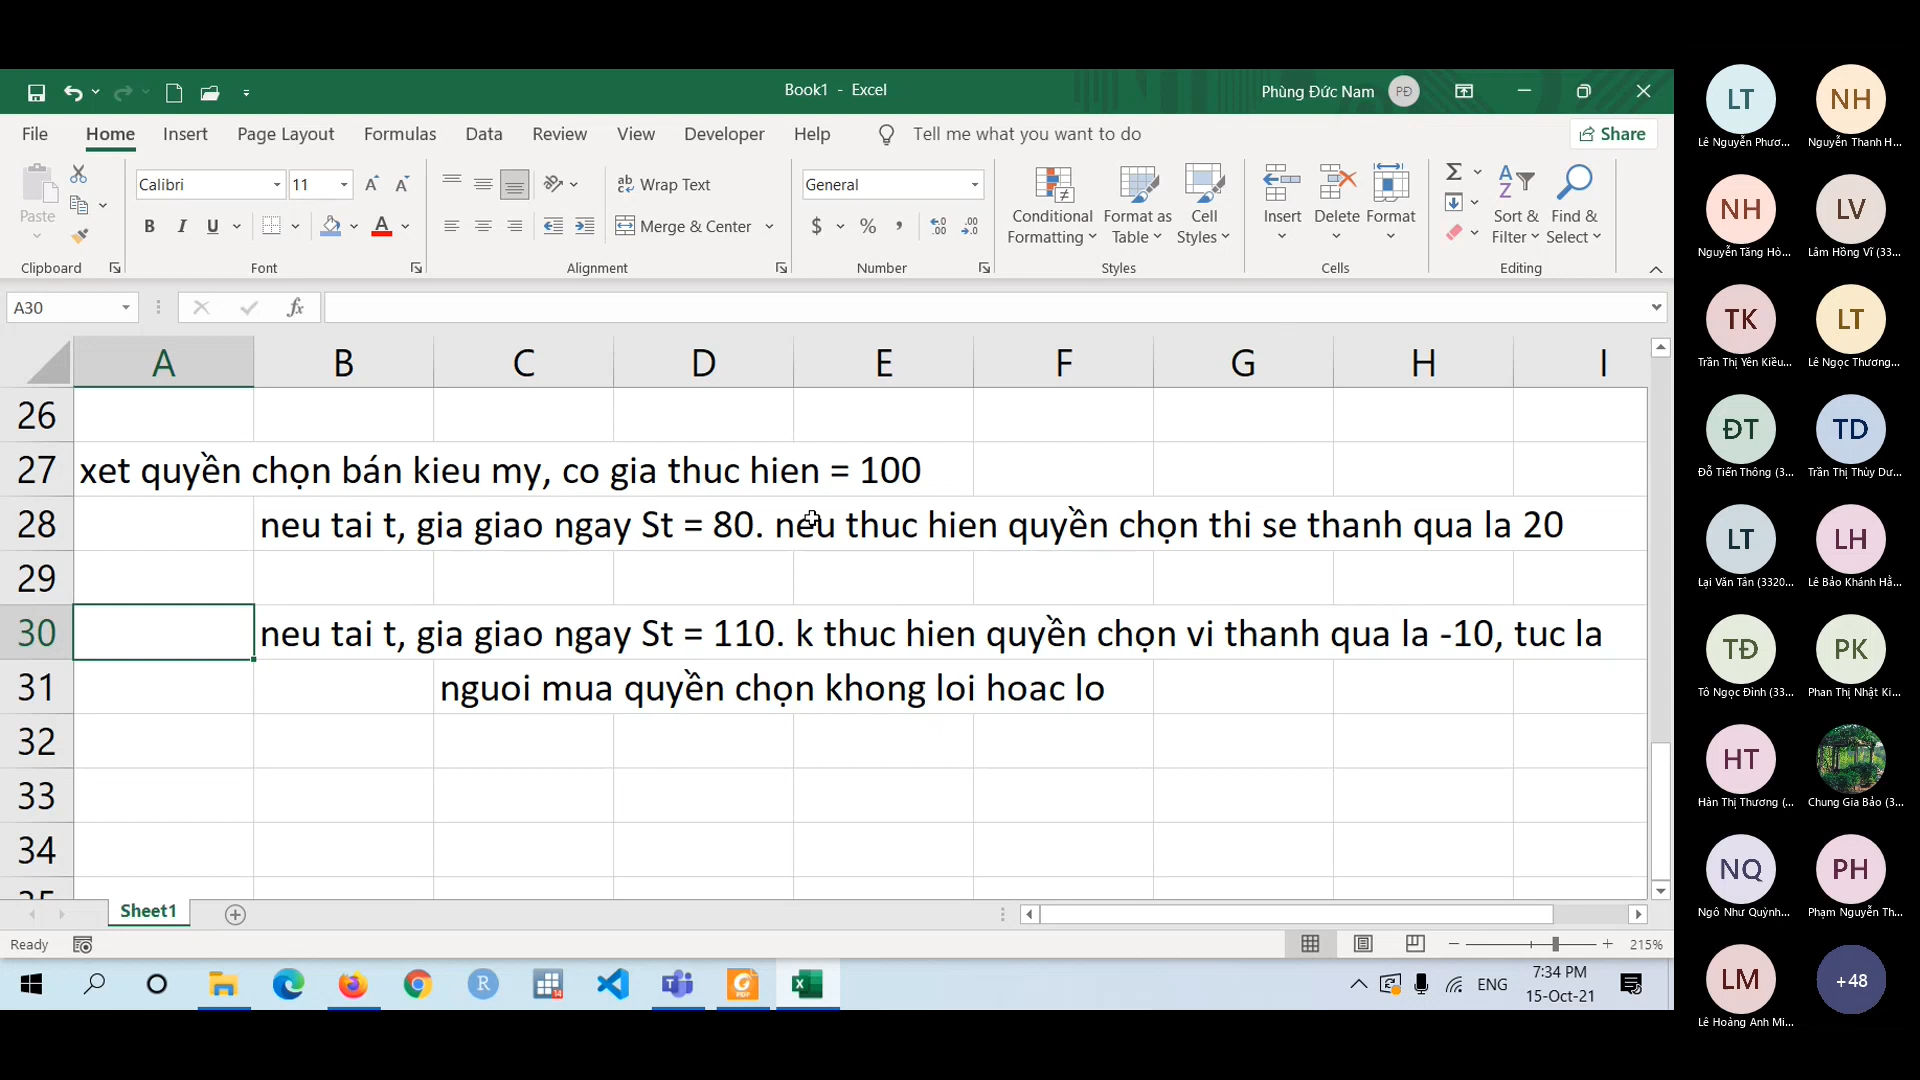 Book1 - Excel
Phùng Đức Nam
PĐ
File Home Insert Page Layout Formulas Data Review View Developer Help Tell me what you want to do Share
Paste
Calibri 11
B I U
ab Wrap Text
Merge & Center
General
$ % ,
Conditional Formatting
Format as Table
Cell Styles
Insert
Delete
Format
Sort & Filter
Find & Select
Clipboard Font Alignment Number Styles Cells Editing
A30
fx
A B C D E F G H I
26
27 xet quyền chọn bán kieu my, co gia thuc hien = 100
28 neu tai t, gia giao ngay St = 80. neu thuc hien quyền chọn thi se thanh qua la 20
29
30 neu tai t, gia giao ngay St = 110. k thuc hien quyền chọn vi thanh qua la -10, tuc la
31 nguoi mua quyền chọn khong loi hoac lo
32
33
34
35
Sheet1
Ready
215%
ENG
7:34 PM
15-Oct-21
LT NH
Lê Nguyễn Phươ... Nguyễn Thanh H...
NH LV
Nguyễn Tăng Hò... Lâm Hồng Vĩ (33...
TK LT
Trần Thị Yên Kiều... Lê Ngọc Thương...
ĐT TD
Đỗ Tiến Thông (3... Trần Thị Thùy Dư...
LT LH
Lại Văn Tân (3320... Lê Bảo Khánh Hằ...
TĐ PK
Tô Ngọc Đình (33... Phan Thị Nhật Ki...
HT
Hàn Thị Thương (... Chung Gia Bảo (3...
NQ PH
Ngô Như Quỳnh... Phạm Nguyễn Th...
LM +48
Lê Hoàng Anh Mi...